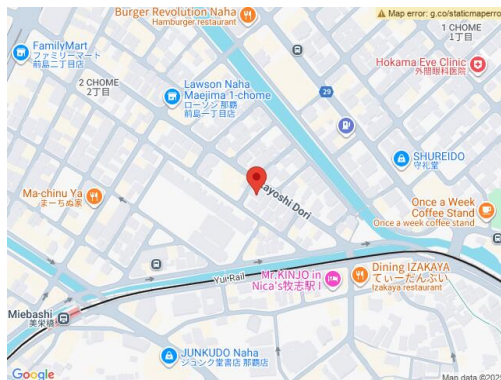 Burger Revolution Naha
Hamburger restaurant
Map error: g.co/staticmaperro
1 CHOME
1丁目
FamilyMart
ファミリーマート
前島二丁目店
Hokama Eve Clinic
外間眼科医院
2 CHOME
2丁目
Lawson Naha
Maejima 1-chome
ローソン 那覇
前島一丁目店
29
SHUREIDO
守礼堂
ayoshi Dori
Ma-chinu Ya
まーちぬ家
Once a Week
Coffee Stand
Once a week coffee stand
Yui Rail
Mr.KINJO in
Nica's牧志駅 I
Dining IZAKAYA
てぃーだんぶい
Izakaya restaurant
Miebashi
美栄橋
JUNKUDO Naha
ジュンク堂書店 那覇店
Google
Map data ©2025